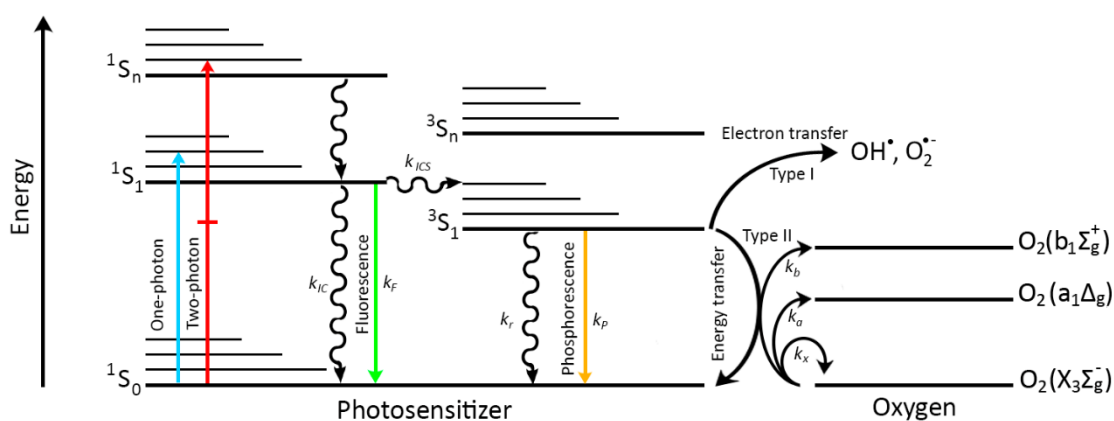 Energy
¹Sₙ
¹S₁
¹S₀
One-photon
Two-photon
k_IC
Fluorescence
k_F
k_ICS
³Sₙ
³S₁
k_r
Phosphorescence
k_P
Electron transfer
Type I
OH•, O₂•-
Type II
Energy transfer
k_b
k_a
k_x
O₂(b₁Σg⁺)
O₂(a₁Δg)
O₂(X₃Σg⁻)
Photosensitizer
Oxygen